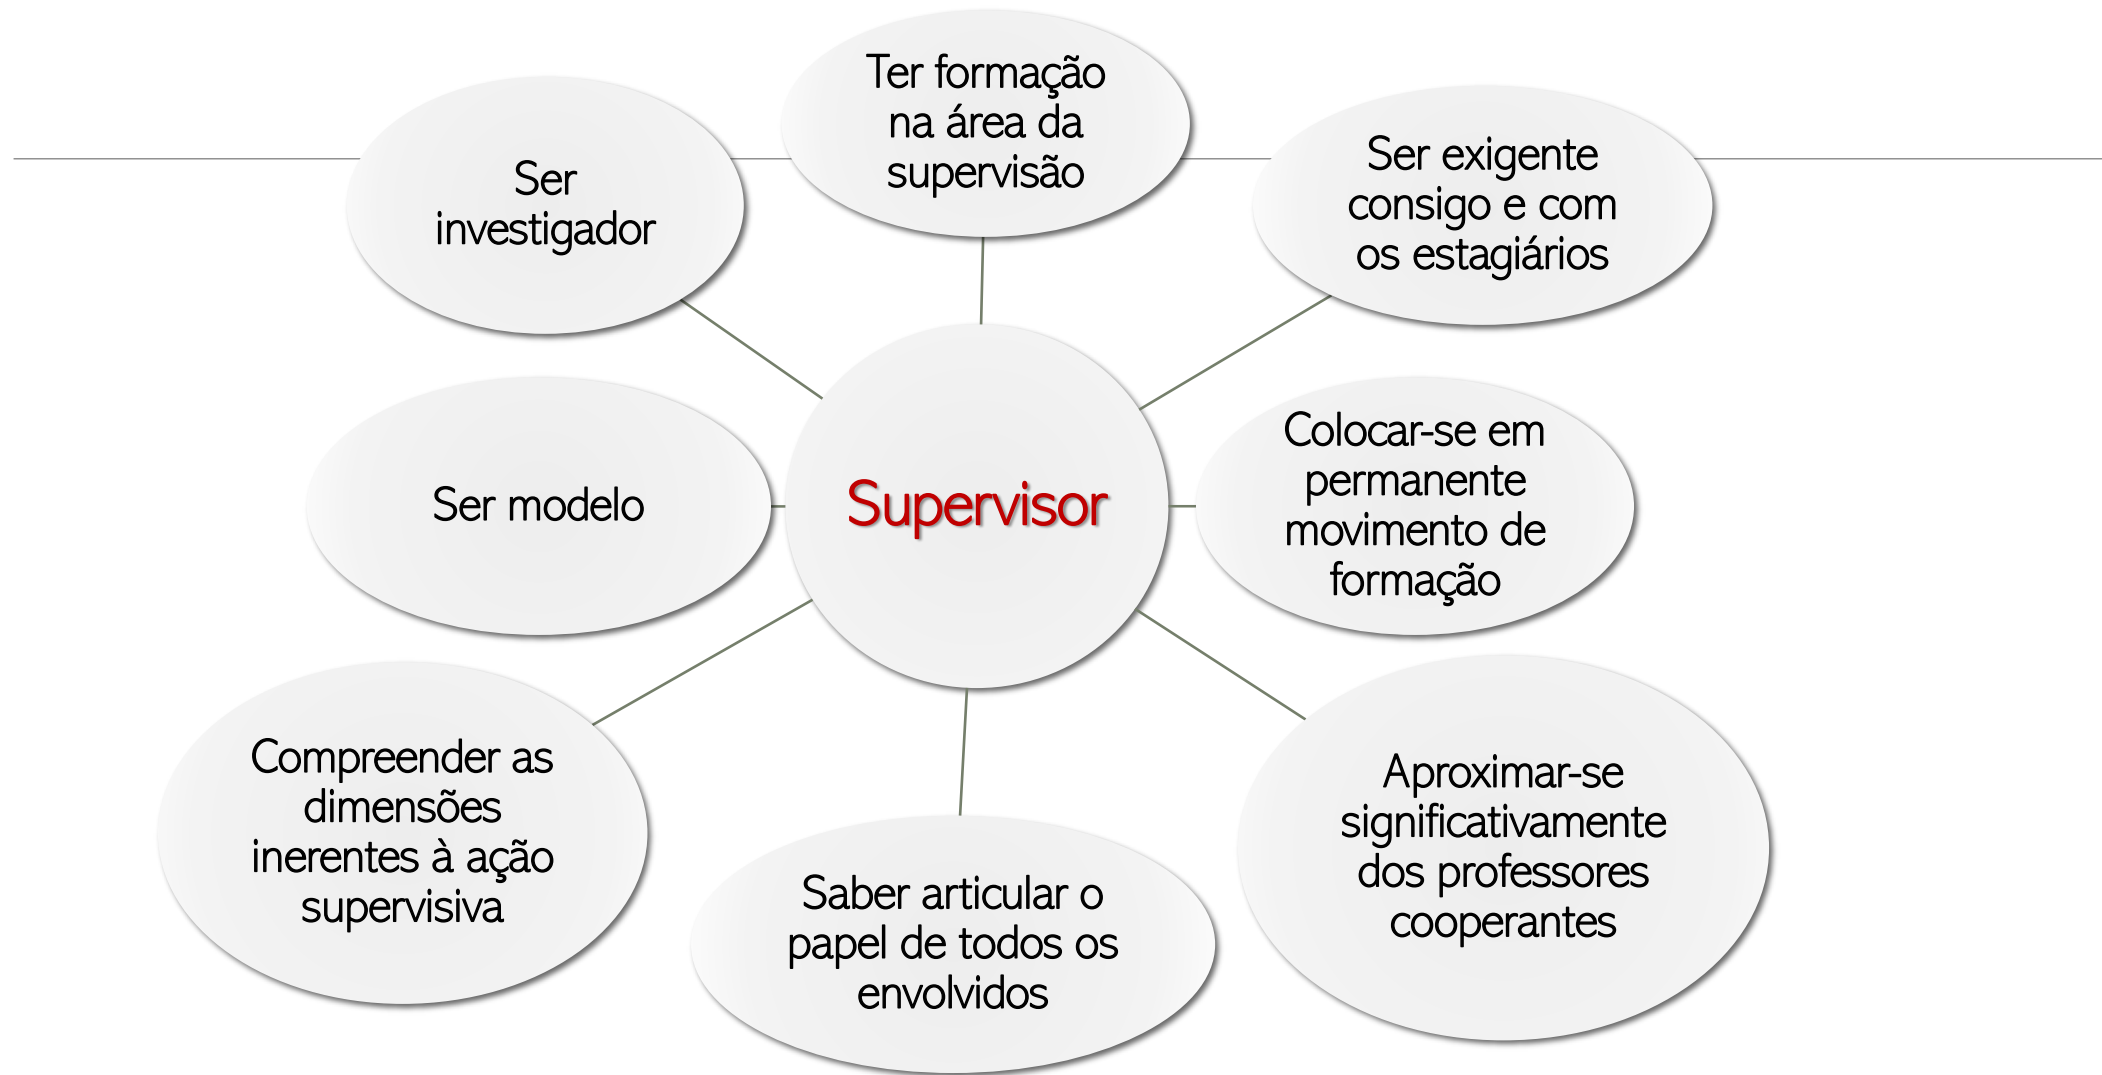 Ter formação
na área da
supervisão
Ser exigente
consigo e com
os estagiários
Ser
investigador
Colocar-se em
permanente
movimento de
formação
Supervisor
Ser modelo
Aproximar-se
significativamente
dos professores
cooperantes
Compreender as
dimensões
inerentes à ação
supervisiva
Saber articular o
papel de todos os
envolvidos